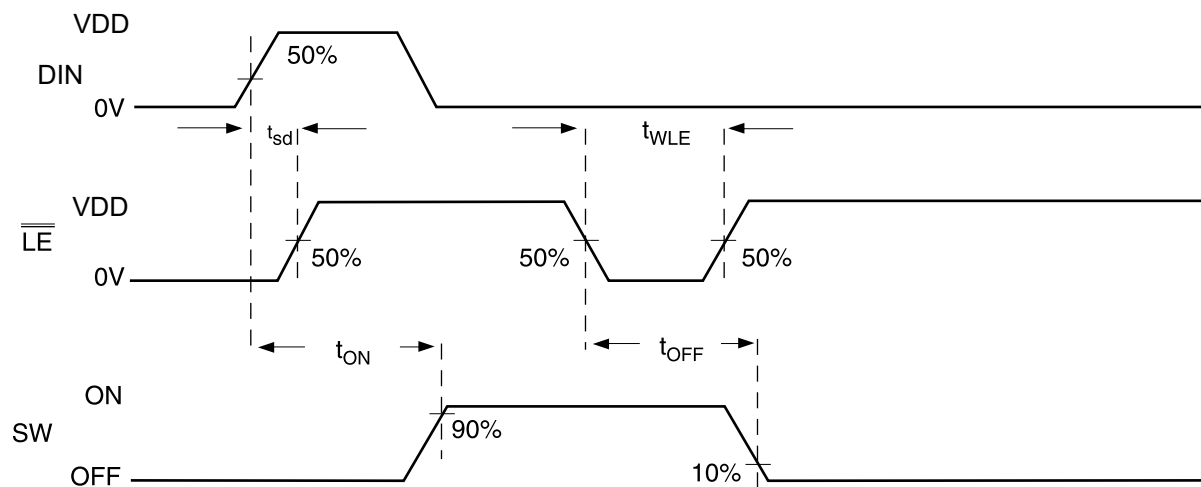 VDD
50%
DIN
0V
tsd
tWLE
VDD
LE
50%
50%
50%
0V
tON
tOFF
ON
90%
SW
10%
OFF